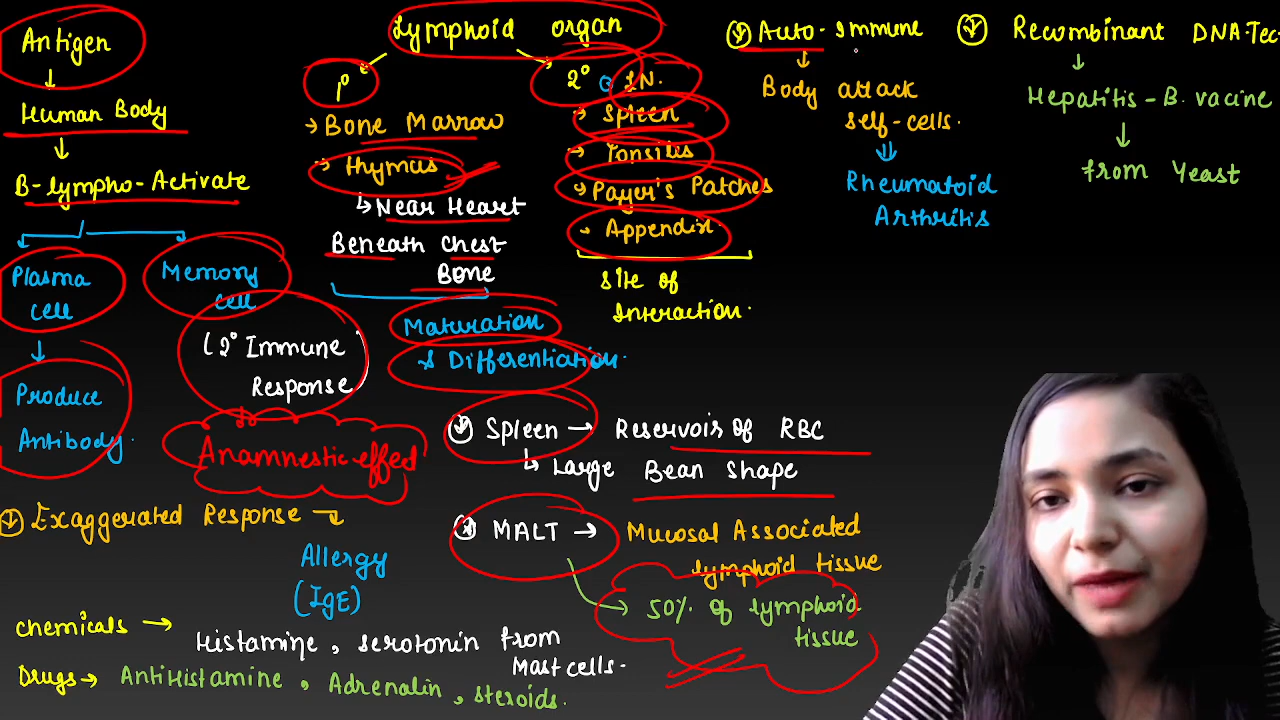 Antigen
Human Body
B-lympho-Activate
Plasma
cell
Memory
cell
Produce
Antibody.
(2° Immune
Response)
Anamnestic effect
Exaggerated Response
Allergy
(IgE)
Chemicals →
Histamine, serotonin from
Mast cells.
Drugs → AntiHistamine, Adrenalin, steroids.
Lymphoid organ
1°
→ Bone Marrow
→ Thymus
↳ Near Heart
Beneath Chest
Bone
Maturation
& Differentiation.
2° L.N.
→ Spleen
→ Tonsiles
→ Payer's Patches
→ Appendix.
Site of
Interaction.
Spleen → Reservoir of RBC
↳ Large Bean Shape
MALT → Mucosal Associated
lymphoid tissue
→ 50% of lymphoid
tissue
Auto-Immune
Body attack
self-cells.
Rheumatoid
Arthritis
Recombinant DNA-Tec
Hepatitis-B. vacine
from Yeast